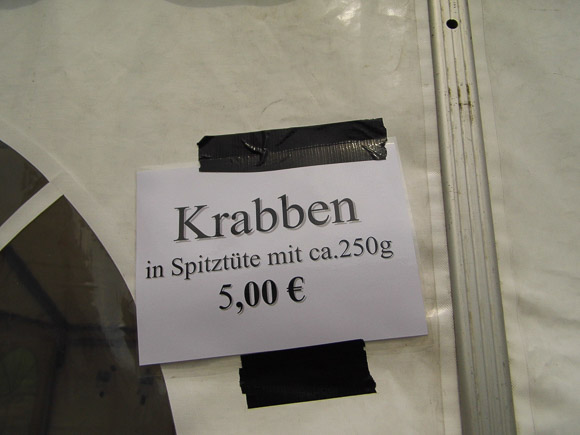 Krabben
in Spitztüte mit ca.250g
5,00 €